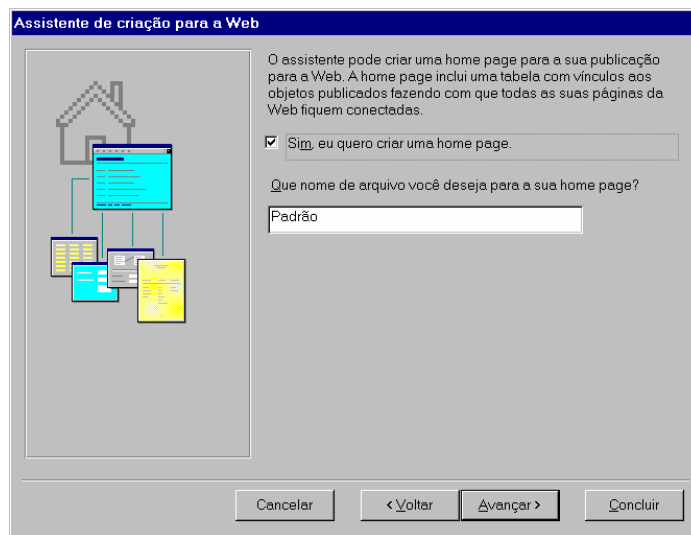 Assistente de criação para a Web
O assistente pode criar uma home page para a sua publicação
para a Web. A home page inclui uma tabela com vínculos aos
objetos publicados fazendo com que todas as suas páginas da
Web fiquem conectadas.
Sim, eu quero criar uma home page.
Que nome de arquivo você deseja para a sua home page?
Padrão
Cancelar
< Voltar
Avançar >
Concluir